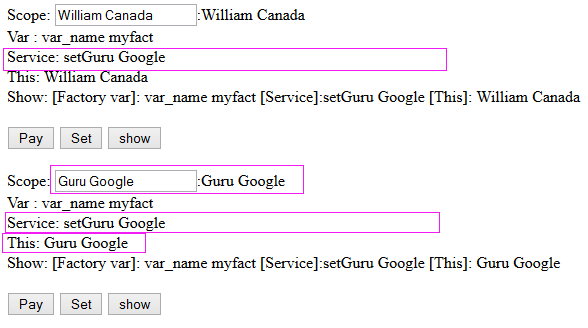 Scope: William Canada :William Canada
Var : var_name myfact
Service: setGuru Google
This: William Canada
Show: [Factory var]: var_name myfact [Service]:setGuru Google [This]: William Canada
Pay Set show
Scope: Guru Google :Guru Google
Var : var_name myfact
Service: setGuru Google
This: Guru Google
Show: [Factory var]: var_name myfact [Service]:setGuru Google [This]: Guru Google
Pay Set show